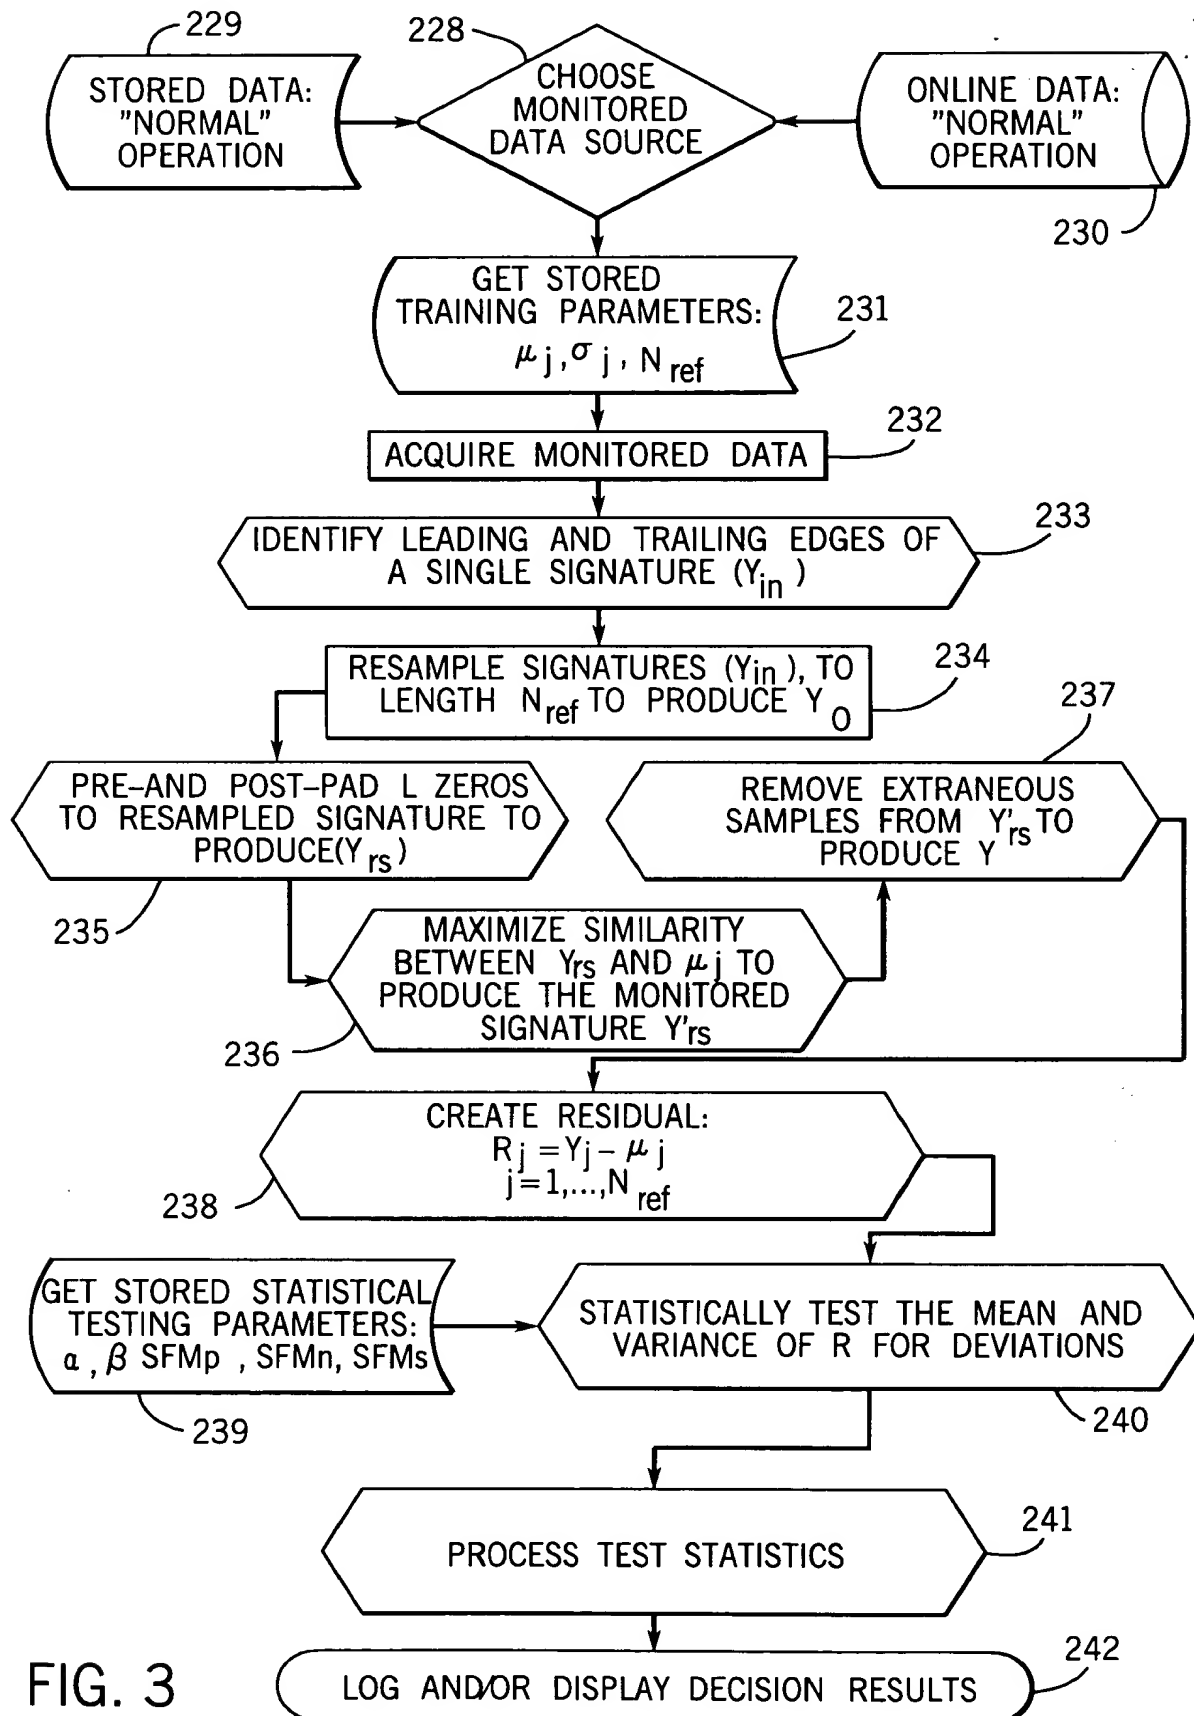 229
STORED DATA:
"NORMAL"
OPERATION
228
CHOOSE
MONITORED
DATA SOURCE
ONLINE DATA:
"NORMAL"
OPERATION
230
GET STORED
TRAINING PARAMETERS:
μj, σj, Nref
231
ACQUIRE MONITORED DATA
232
IDENTIFY LEADING AND TRAILING EDGES OF
A SINGLE SIGNATURE (Yin)
233
RESAMPLE SIGNATURES (Yin), TO
LENGTH Nref TO PRODUCE YO
234
PRE-AND POST-PAD L ZEROS
TO RESAMPLED SIGNATURE TO
PRODUCE(Yrs)
235
MAXIMIZE SIMILARITY
BETWEEN Yrs AND μj TO
PRODUCE THE MONITORED
SIGNATURE Y'rs
236
237
REMOVE EXTRANEOUS
SAMPLES FROM Y'rs TO
PRODUCE Y
CREATE RESIDUAL:
Rj=Yj-μj
j=1,...,Nref
238
GET STORED STATISTICAL
TESTING PARAMETERS:
α, β SFMp , SFMn, SFMs
239
STATISTICALLY TEST THE MEAN AND
VARIANCE OF R FOR DEVIATIONS
240
PROCESS TEST STATISTICS
241
LOG AND/OR DISPLAY DECISION RESULTS
242
FIG. 3